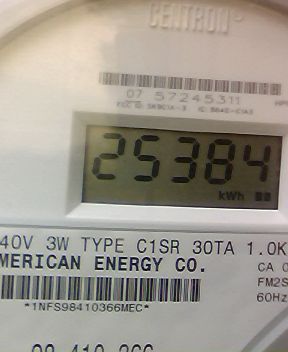 CENTRON
07 57245311
25384
kWh
40V 3W TYPE C1SR 30TA 1.0K
MERICAN ENERGY CO.
CA 0
FM2S
60Hz
*1NFS98410366MEC*